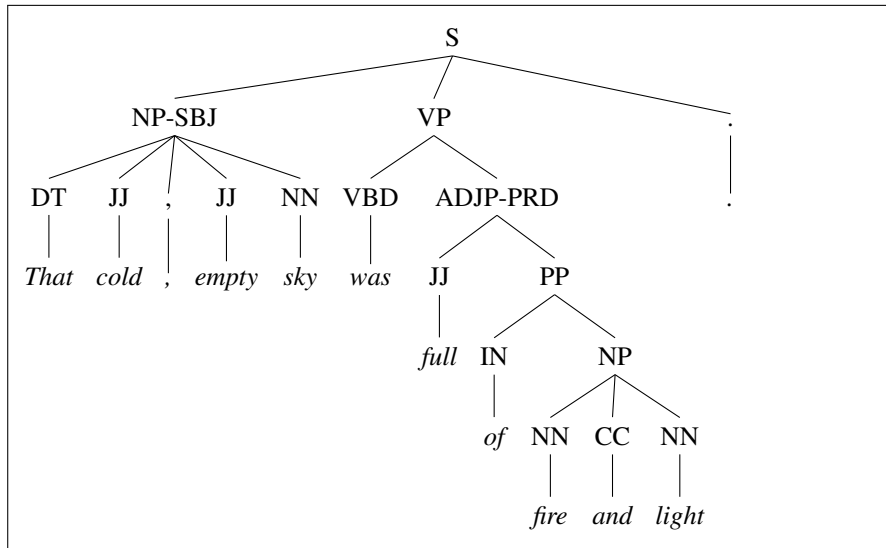 S
NP-SBJ VP .
DT JJ , JJ NN VBD ADJP-PRD .
That cold , empty sky was JJ PP
full IN NP
of NN CC NN
fire and light